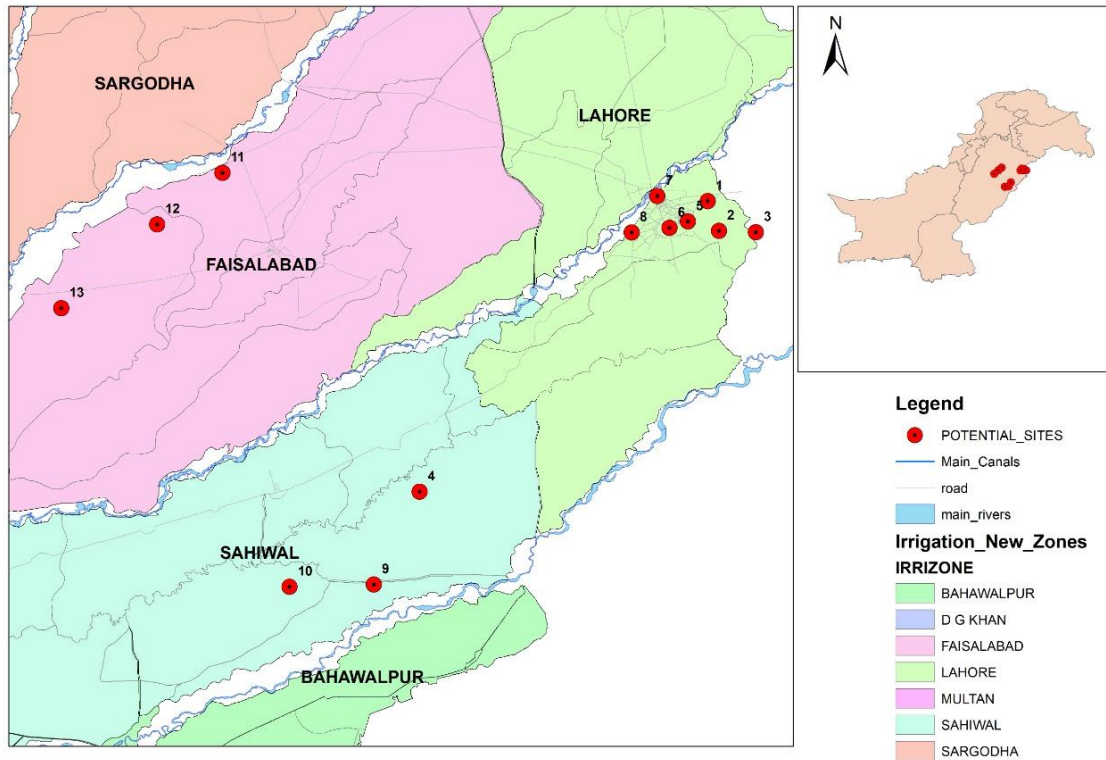 SARGODHA
LAHORE
11
7
1
12
5
8
6
2
3
FAISALABAD
13
4
SAHIWAL
10
9
BAHAWALPUR
N
Legend
POTENTIAL_SITES
Main_Canals
road
main_rivers
Irrigation_New_Zones
IRRIZONE
BAHAWALPUR
D G KHAN
FAISALABAD
LAHORE
MULTAN
SAHIWAL
SARGODHA